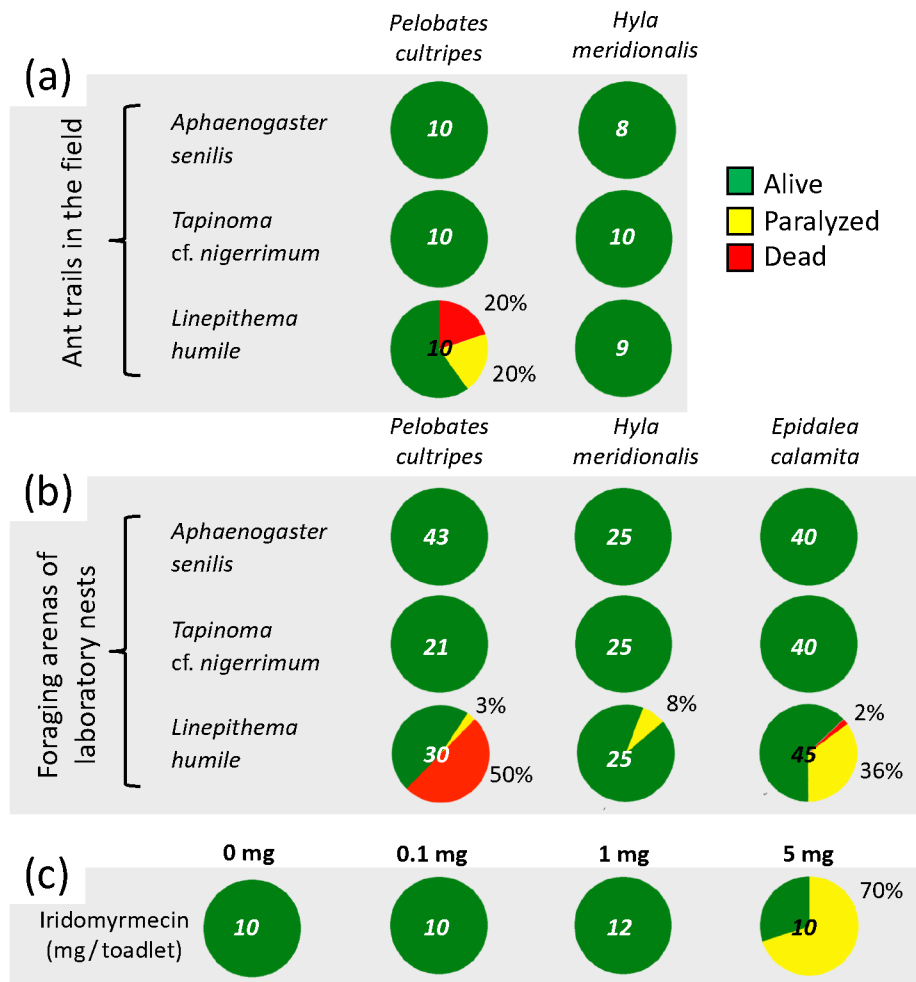 Pelobates
cultripes
Hyla
meridionalis
(a)
Ant trails in the field
Aphaenogaster
senilis
10
8
Tapinoma
cf. nigerrimum
10
10
Linepithema
humile
10
20%
20%
9
Alive
Paralyzed
Dead
Pelobates
cultripes
Hyla
meridionalis
Epidalea
calamita
(b)
Foraging arenas of
laboratory nests
Aphaenogaster
senilis
43
25
40
Tapinoma
cf. nigerrimum
21
25
40
Linepithema
humile
30
3%
50%
25
8%
45
2%
36%
(c)
0 mg
0.1 mg
1 mg
5 mg
Iridomyrmecin
(mg/toadlet)
10
10
12
10
70%